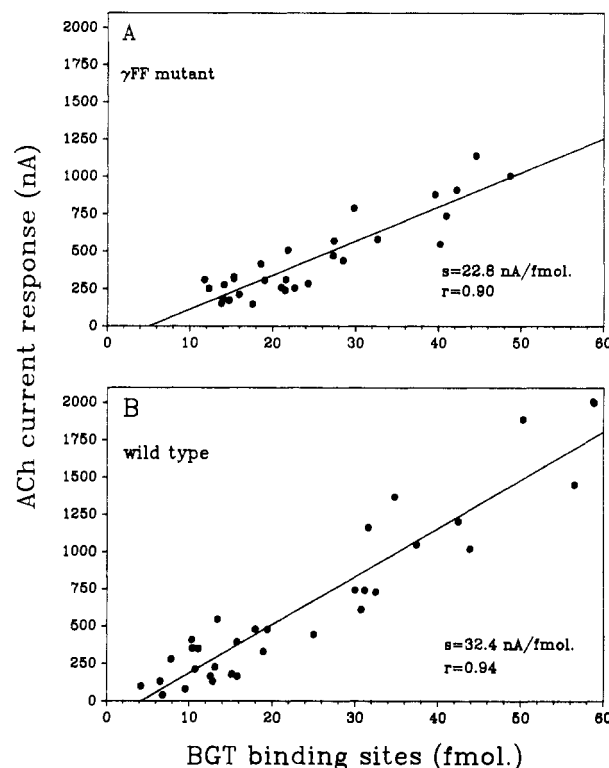 ACh current response (nA)
A
γFF mutant
2000
1750
1500
1250
1000
750
500
250
0
s=22.8 nA/fmol.
r=0.90
0 10 20 30 40 50 60
B
wild type
2000
1750
1500
1250
1000
750
500
250
0
s=32.4 nA/fmol.
r=0.94
0 10 20 30 40 50 60
BGT binding sites (fmol.)